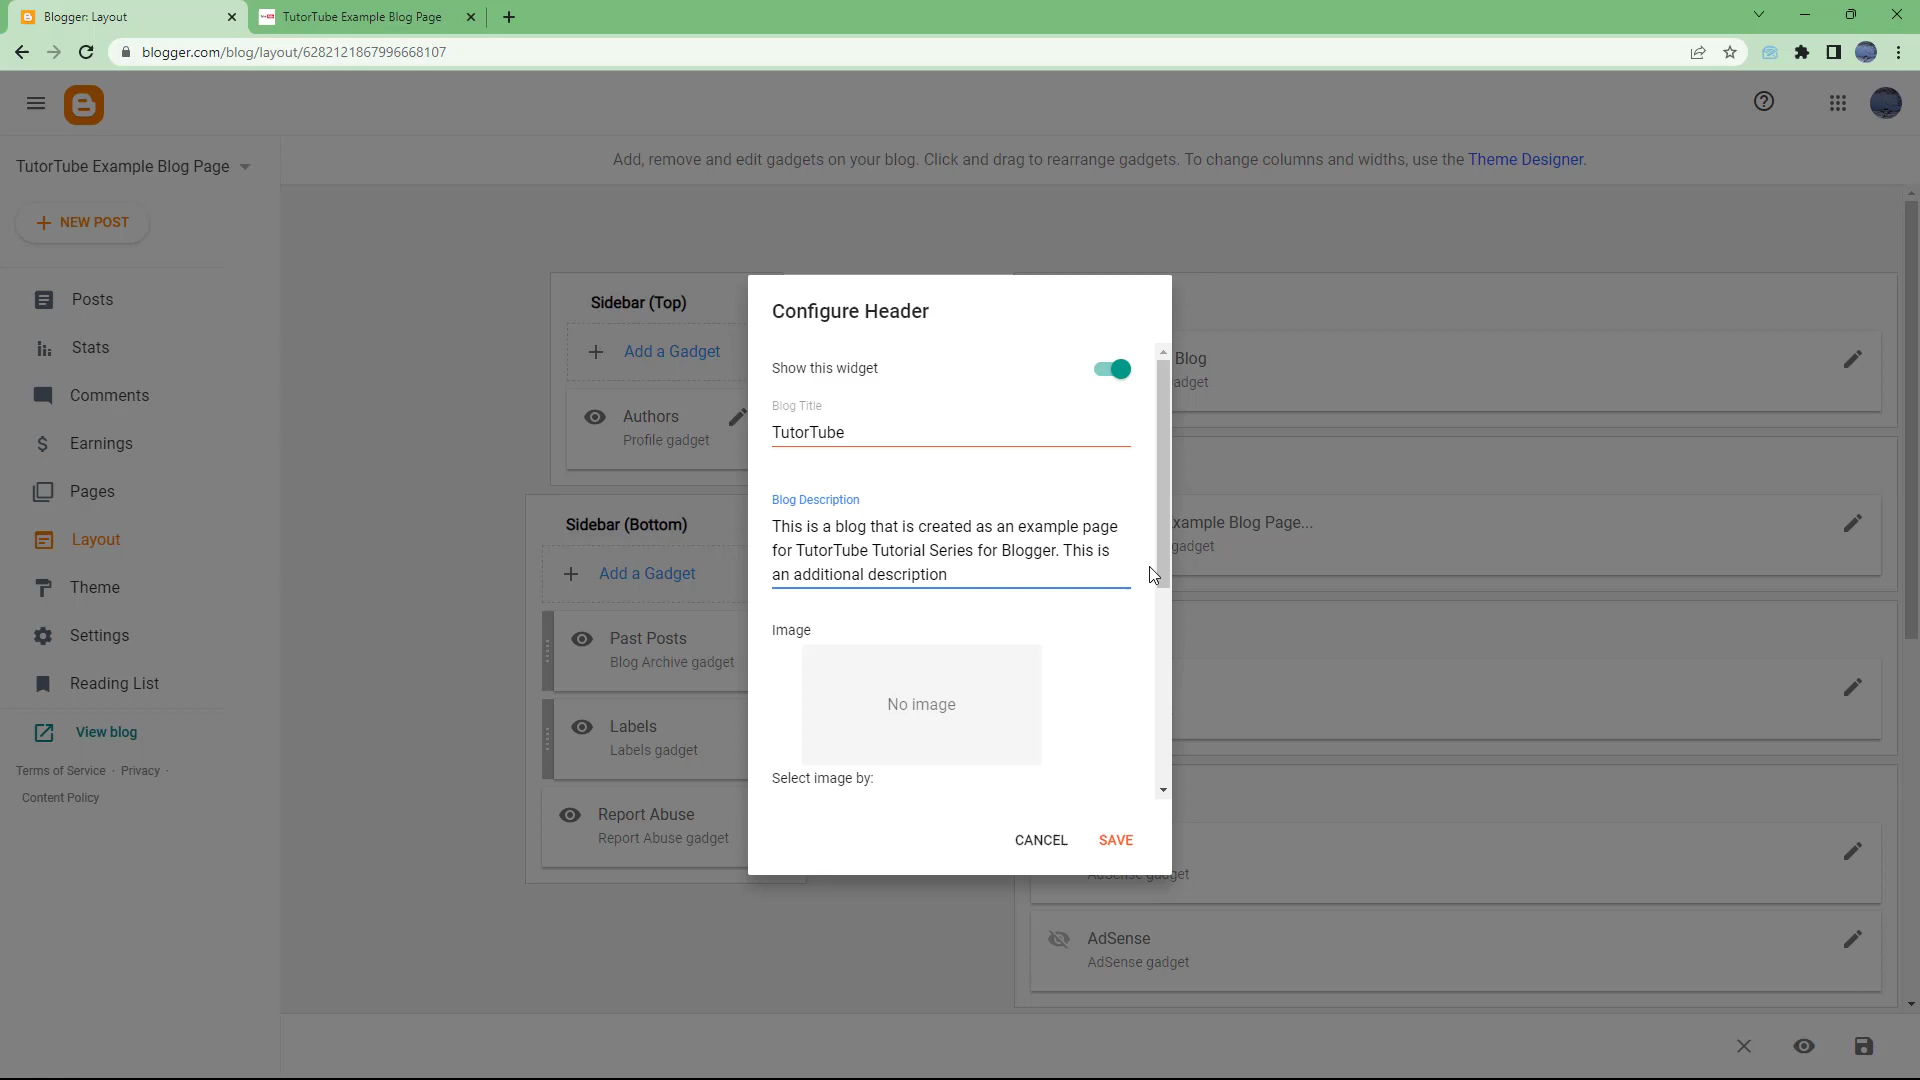 Blogger: Layout
TutorTube Example Blog Page
blogger.com/blog/layout/6282121867996668107
TutorTube Example Blog Page
Add, remove and edit gadgets on your blog. Click and drag to rearrange gadgets. To change columns and widths, use the Theme Designer.
NEW POST
Posts
Stats
Comments
Earnings
Pages
Layout
Theme
Settings
Reading List
View blog
Terms of Service · Privacy ·
Content Policy
Sidebar (Top)
Add a Gadget
Authors
Profile gadget
Sidebar (Bottom)
Add a Gadget
Past Posts
Blog Archive gadget
Labels
Labels gadget
Report Abuse
Report Abuse gadget
Configure Header
Show this widget
Blog Title
TutorTube
Blog Description
This is a blog that is created as an example page
for TutorTube Tutorial Series for Blogger. This is
an additional description
Image
No image
Select image by:
CANCEL
SAVE
Blog
adget
xample Blog Page...
gadget
AdSense gadget
AdSense
AdSense gadget